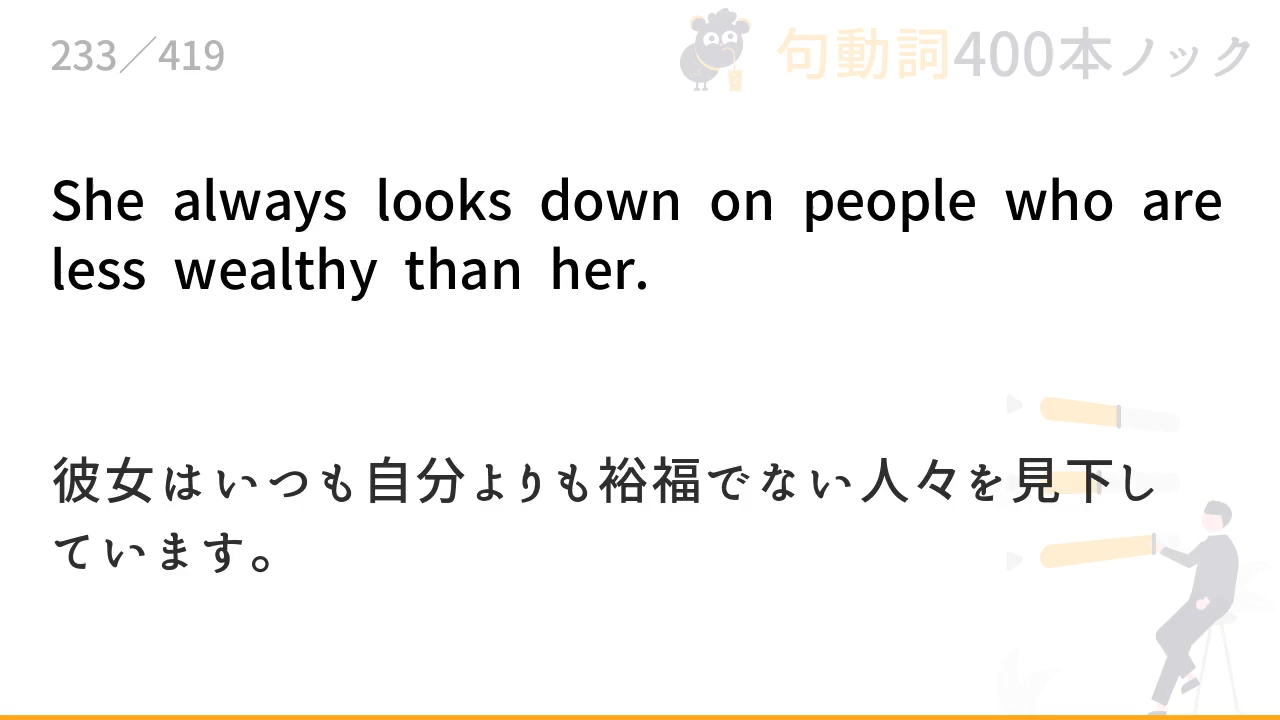 233／419
句動詞400本ノック
She always looks down on people who are
less wealthy than her.
彼女はいつも自分よりも裕福でない人々を見下し
ています。